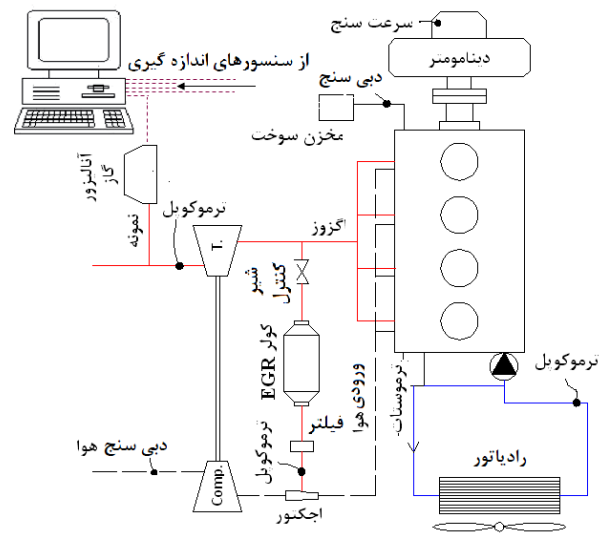 سرعت سنج
دینامومتر
از سنسورهای اندازه گیری
دبی سنج
مخزن سوخت
آنالیزور
گاز
نمونه
ترموکوپل
T.
اگزوز
شیر
کنترل
کولر EGR
ورودی هوا
ترموستات
ترموکوپل
فیلتر
ترموکوپل
دبی سنج هوا
Comp.
اجکتور
رادیاتور